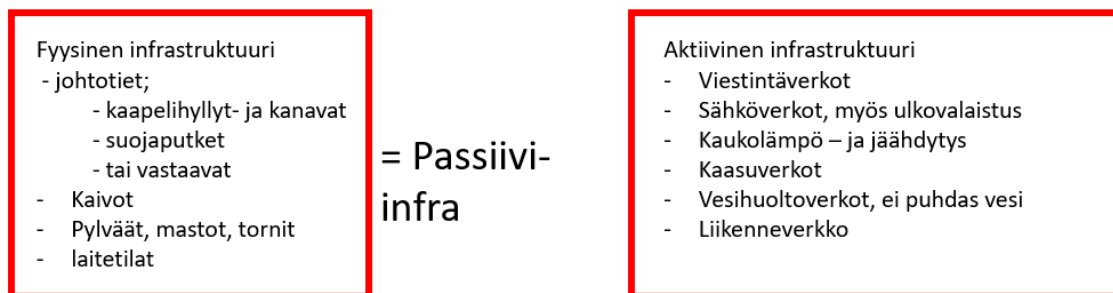 Fyysinen infrastruktuuri
- johtotiet;
- kaapelihyllyt- ja kanavat
- suojaputket
- tai vastaavat
- Kaivot
- Pylväät, mastot, tornit
- laitetilat
= Passiivi-
infra
Aktiivinen infrastruktuuri
- Viestintäverkot
- Sähköverkot, myös ulkovalaistus
- Kaukolämpö – ja jäähdytys
- Kaasuverkot
- Vesihuoltoverkot, ei puhdas vesi
- Liikenneverkko